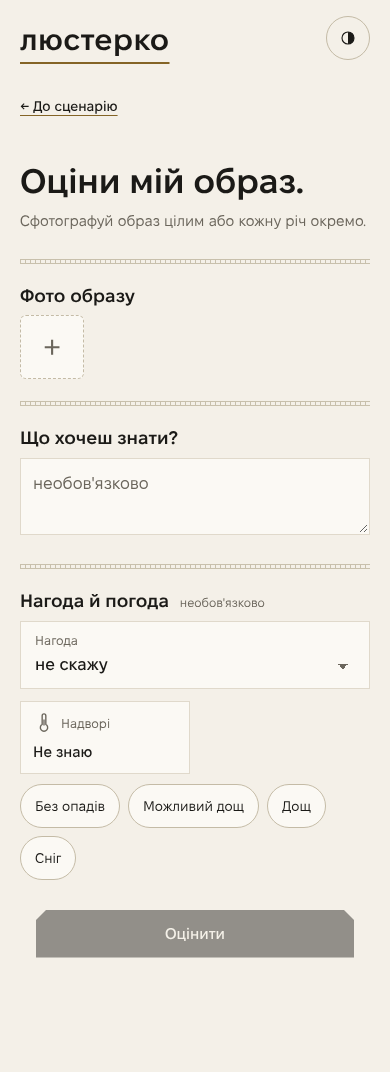 люстерко
← До сценарію
Оціни мій образ.
Сфотографуй образ цілим або кожну річ окремо.
Фото образу
+
Що хочеш знати?
необов'язково
Нагода й погода необов'язково
Нагода
не скажу
Надворі
Не знаю
Без опадів Можливий дощ Дощ
Сніг
Оцінити